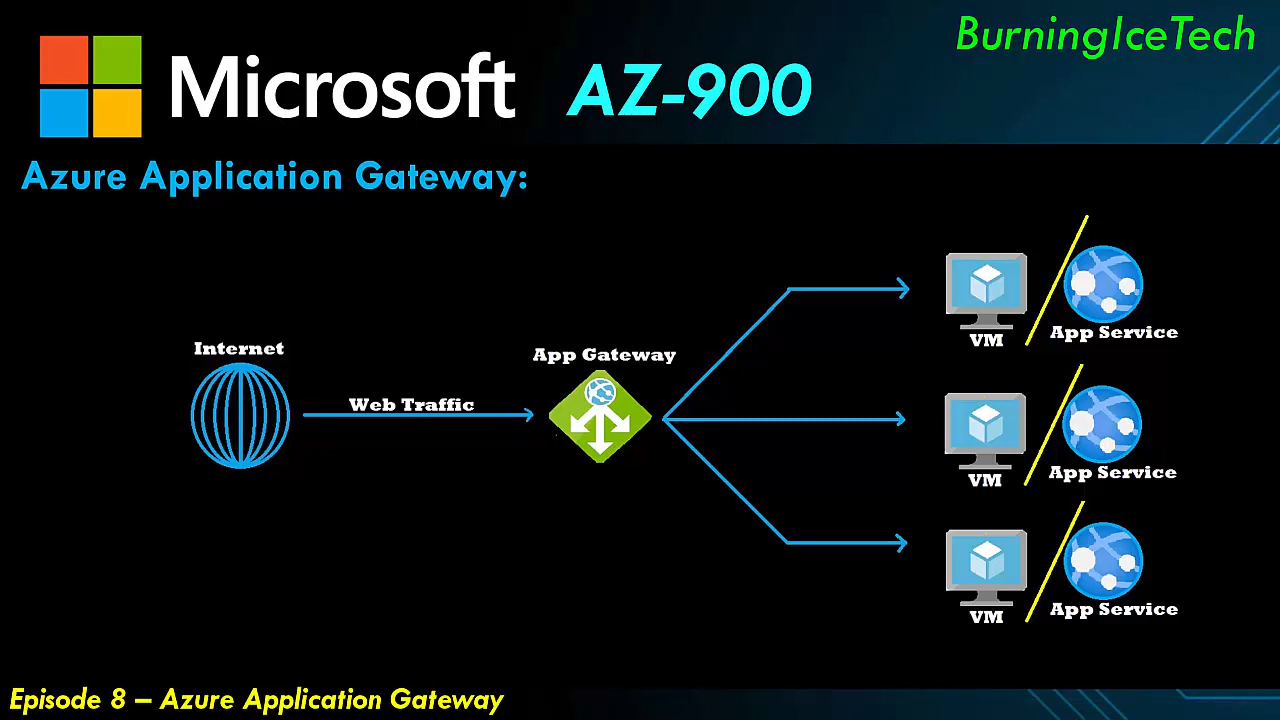 BurningIceTech
Microsoft AZ-900
Azure Application Gateway:
Internet
Web Traffic
App Gateway
VM
App Service
VM
App Service
VM
App Service
Episode 8 – Azure Application Gateway